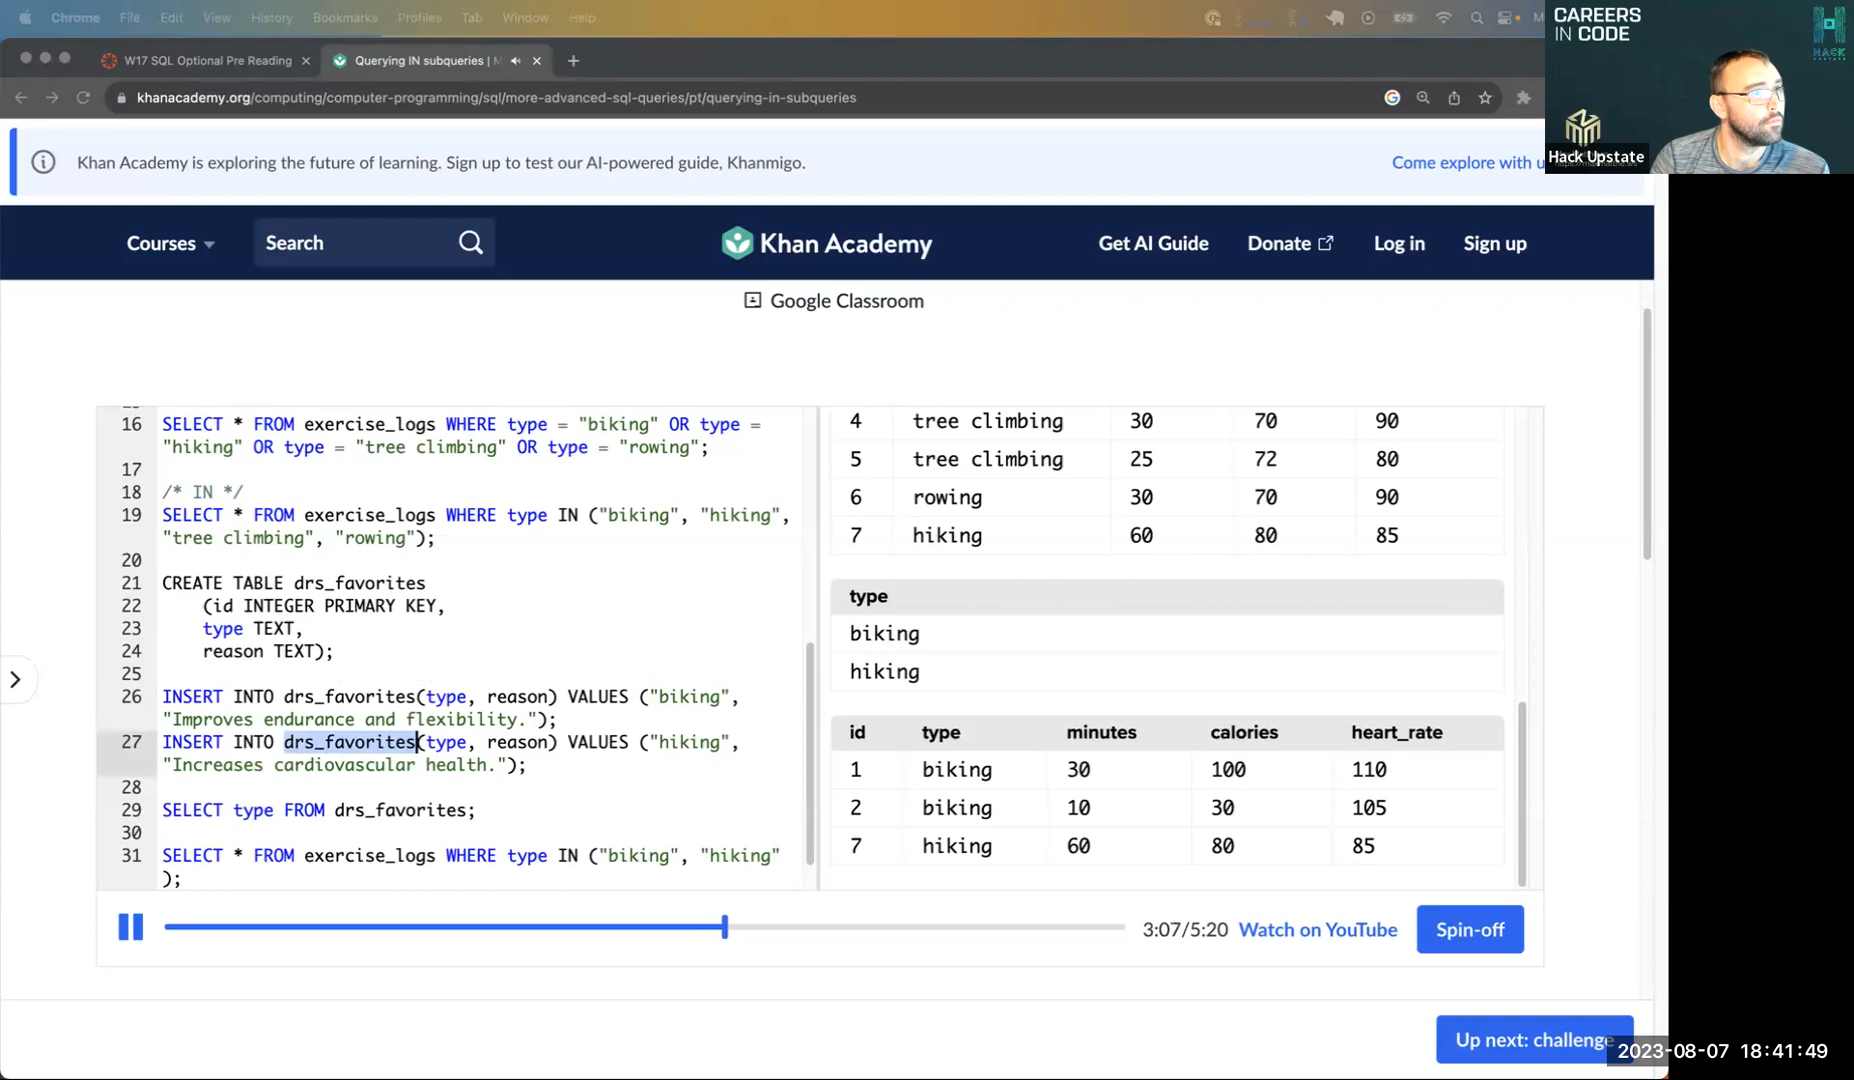 Chrome File Edit View History Bookmarks Profiles Tab Window Help
CAREERS
IN CODE
HACK
UPSTATE
W17 SQL Optional Pre Reading
Querying IN subqueries |
khanacademy.org/computing/computer-programming/sql/more-advanced-sql-queries/pt/querying-in-subqueries
Hack Upstate
Khan Academy is exploring the future of learning. Sign up to test our AI-powered guide, Khanmigo.
Come explore with u
Courses
Search
Khan Academy
Get AI Guide
Donate
Log in
Sign up
Google Classroom
16 SELECT * FROM exercise_logs WHERE type = "biking" OR type =
"hiking" OR type = "tree climbing" OR type = "rowing";
17
18 /* IN */
19 SELECT * FROM exercise_logs WHERE type IN ("biking", "hiking",
"tree climbing", "rowing");
20
21 CREATE TABLE drs_favorites
22 (id INTEGER PRIMARY KEY,
23 type TEXT,
24 reason TEXT);
25
26 INSERT INTO drs_favorites(type, reason) VALUES ("biking",
"Improves endurance and flexibility.");
27 INSERT INTO drs_favorites(type, reason) VALUES ("hiking",
"Increases cardiovascular health.");
28
29 SELECT type FROM drs_favorites;
30
31 SELECT * FROM exercise_logs WHERE type IN ("biking", "hiking"
);
4 tree climbing 30 70 90
5 tree climbing 25 72 80
6 rowing 30 70 90
7 hiking 60 80 85
type
biking
hiking
id type minutes calories heart_rate
1 biking 30 100 110
2 biking 10 30 105
7 hiking 60 80 85
3:07/5:20
Watch on YouTube
Spin-off
Up next: challenge
2023-08-07 18:41:49